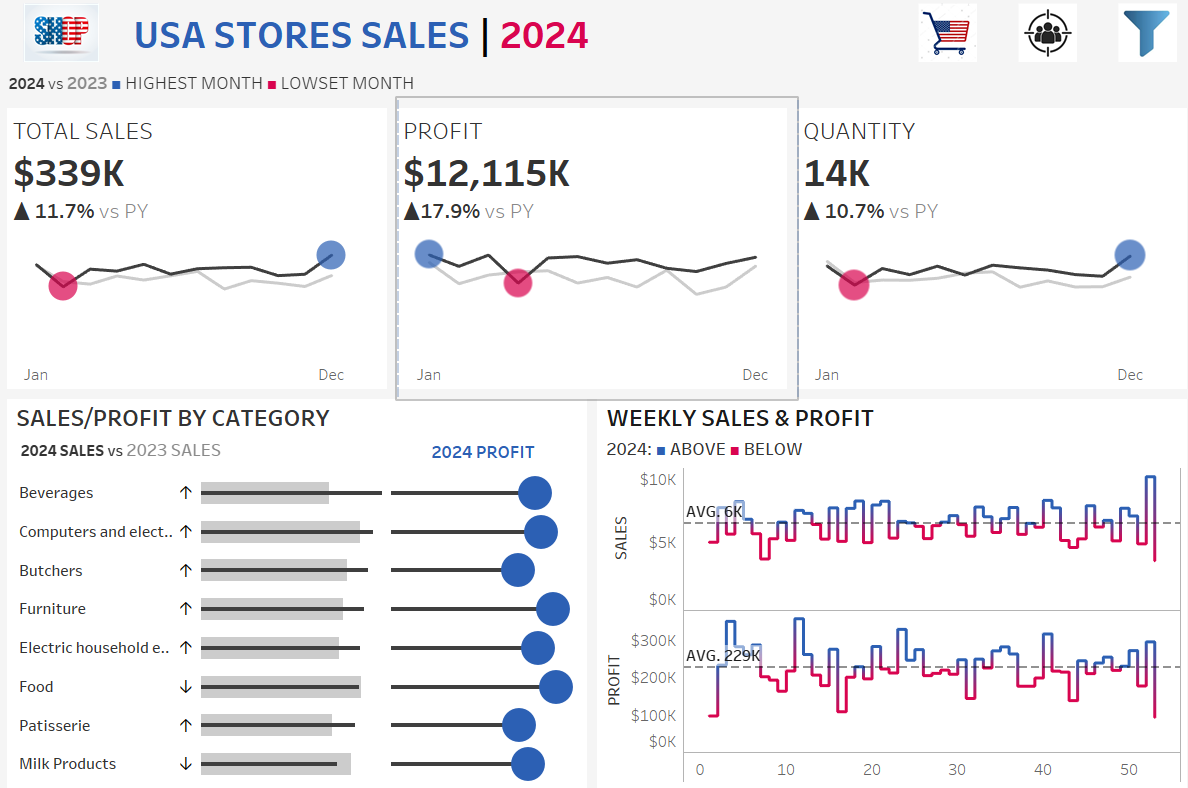 SHOP
USA STORES SALES | 2024
2024 vs 2023 ■ HIGHEST MONTH ■ LOWSET MONTH
TOTAL SALES
$339K
▲ 11.7% vs PY
Jan Dec
PROFIT
$12,115K
▲17.9% vs PY
Jan Dec
QUANTITY
14K
▲ 10.7% vs PY
Jan Dec
SALES/PROFIT BY CATEGORY
2024 SALES vs 2023 SALES 2024 PROFIT
Beverages ↑
Computers and elect.. ↑
Butchers ↑
Furniture ↑
Electric household e.. ↑
Food ↓
Patisserie ↑
Milk Products ↓
WEEKLY SALES & PROFIT
2024: ■ ABOVE ■ BELOW
SALES
$10K
AVG. 6K
$5K
$0K
PROFIT
$300K
AVG. 229K
$200K
$100K
$0K
0 10 20 30 40 50